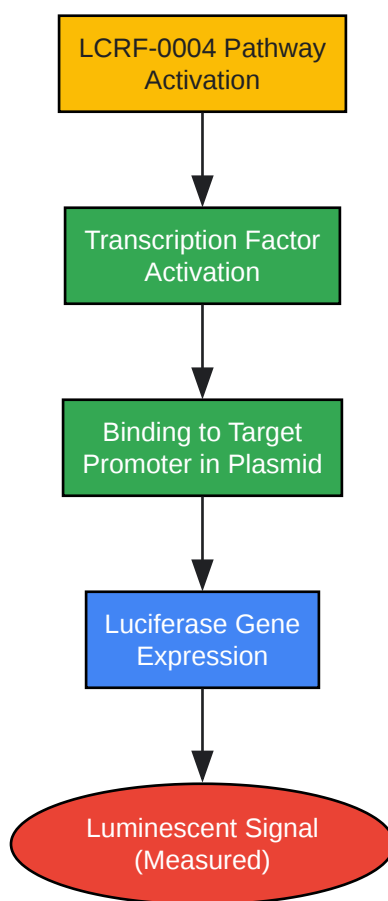 LCRF-0004 Pathway
Activation
Transcription Factor
Activation
Binding to Target
Promoter in Plasmid
Luciferase Gene
Expression
Luminescent Signal
(Measured)